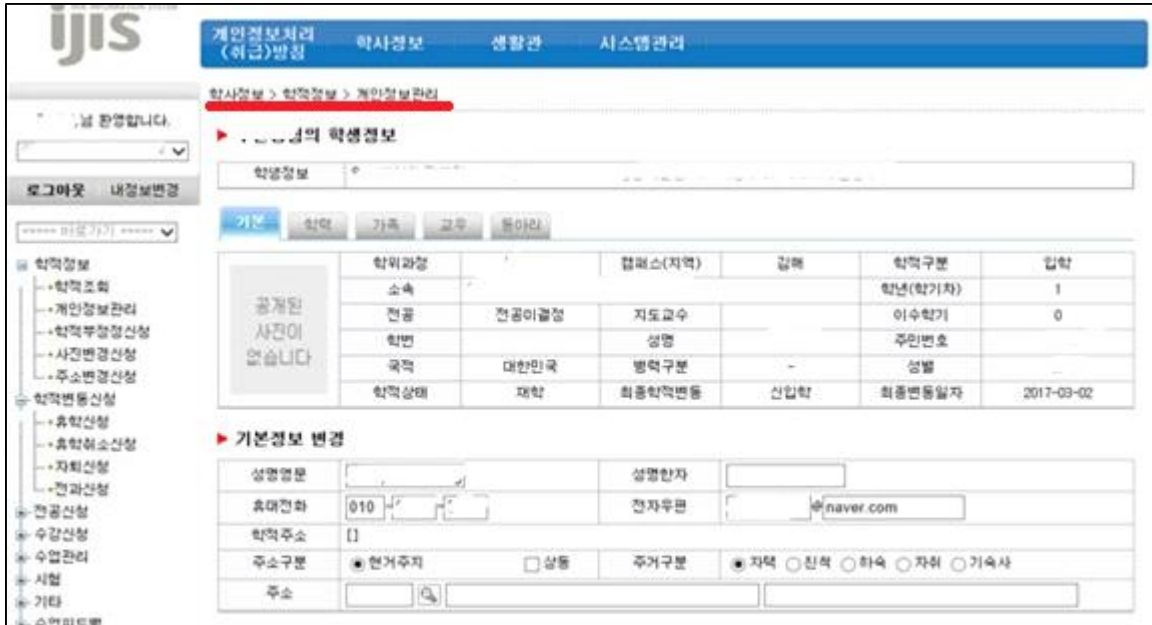 ijis
개인정보처리
(취급)방침
학사정보
생활관
시스템관리
학사정보 > 학적정보 > 개인정보관리
님 환영합니다.
의 학생정보
학생정보
로그아웃 내정보변경
===== 바로가기 =====
기본 학력 가족 교우 동아리
공개된
사진이
없습니다
학위과정 캠퍼스(지역) 김해 학적구분 입학
소속 학년(학기차) 1
전공 전공미결정 지도교수 이수학기 0
학번 성명 주민번호
국적 대한민국 병력구분 - 성별
학적상태 재학 최종학적변동 신입학 최종변동일자 2017-03-02
학적정보
학적조회
개인정보관리
학적부정정신청
사진변경신청
주소변경신청
학적변동신청
휴학신청
휴학취소신청
자퇴신청
전과신청
전공신청
수강신청
수업관리
시험
기타
수업피드백
기본정보 변경
성명영문 성명한자
휴대전화 010 - - 전자우편 @ naver.com
학적주소 []
주소구분 현거주지 상동 주거구분 자택 친척 하숙 자취 기숙사
주소